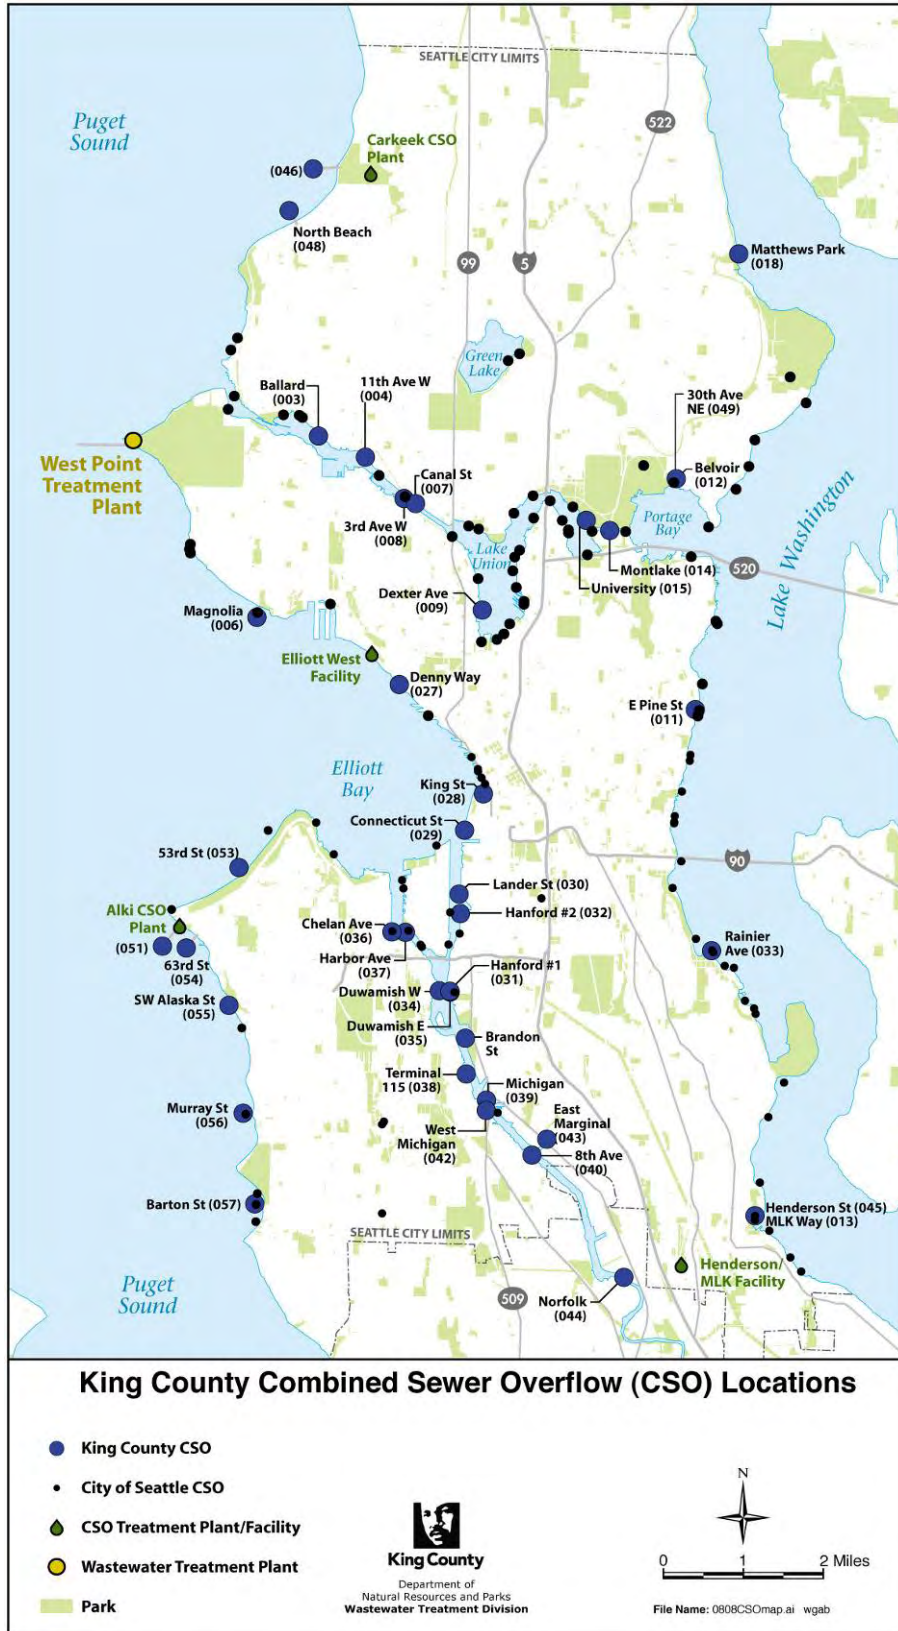 SEATTLE CITY LIMITS
Puget
Sound
522
Carkeek CSO
Plant
(046)
North Beach
(048)
Matthews Park
(018)
99
5
Green
Lake
Ballard
(003)
11th Ave W
(004)
30th Ave
NE (049)
West Point
Treatment
Plant
Canal St
(007)
Belvoir
(012)
3rd Ave W
(008)
Portage
Bay
Lake Washington
Lake
Union
Montlake (014)
520
University (015)
Dexter Ave
(009)
Magnolia
(006)
Elliott West
Facility
Denny Way
(027)
E Pine St
(011)
Elliott
Bay
King St
(028)
Connecticut St
(029)
53rd St (053)
90
Lander St (030)
Alki CSO
Plant
Hanford #2 (032)
Chelan Ave
(036)
(051)
63rd St
(054)
Harbor Ave
(037)
Rainier
Ave (033)
Hanford #1
(031)
Duwamish W
(034)
SW Alaska St
(055)
Duwamish E
(035)
Brandon
St
Terminal
115 (038)
Michigan
(039)
Murray St
(056)
West
Michigan
(042)
East
Marginal
(043)
8th Ave
(040)
Barton St (057)
Henderson St (045)
MLK Way (013)
SEATTLE CITY LIMITS
Henderson/
MLK Facility
Puget
Sound
509
Norfolk
(044)
King County Combined Sewer Overflow (CSO) Locations
King County CSO
City of Seattle CSO
CSO Treatment Plant/Facility
Wastewater Treatment Plant
Park
King County
Department of
Natural Resources and Parks
Wastewater Treatment Division
N
0 1 2 Miles
File Name: 0808CSOmap.ai wgab